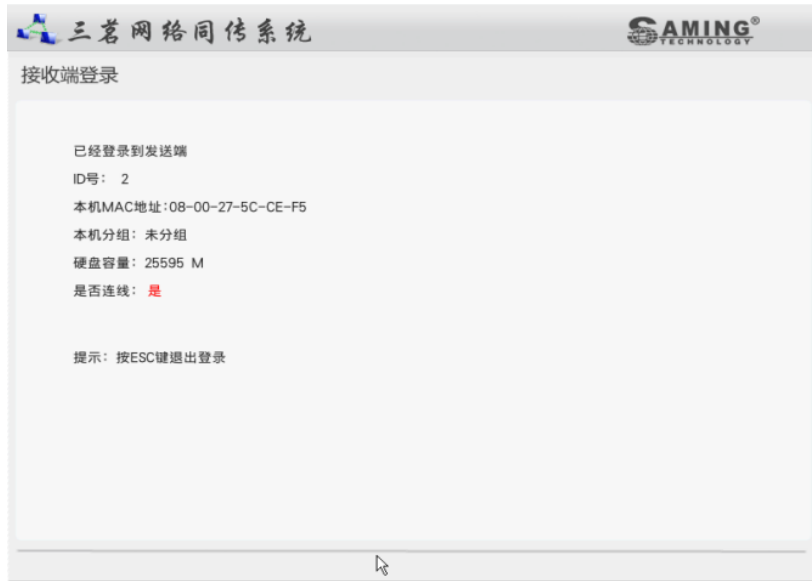 三茗网络同传系统
SAMING®
TECHNOLOGY
接收端登录
已经登录到发送端
ID号： 2
本机MAC地址:08-00-27-5C-CE-F5
本机分组：未分组
硬盘容量：25595 M
是否连线：是
提示：按ESC键退出登录